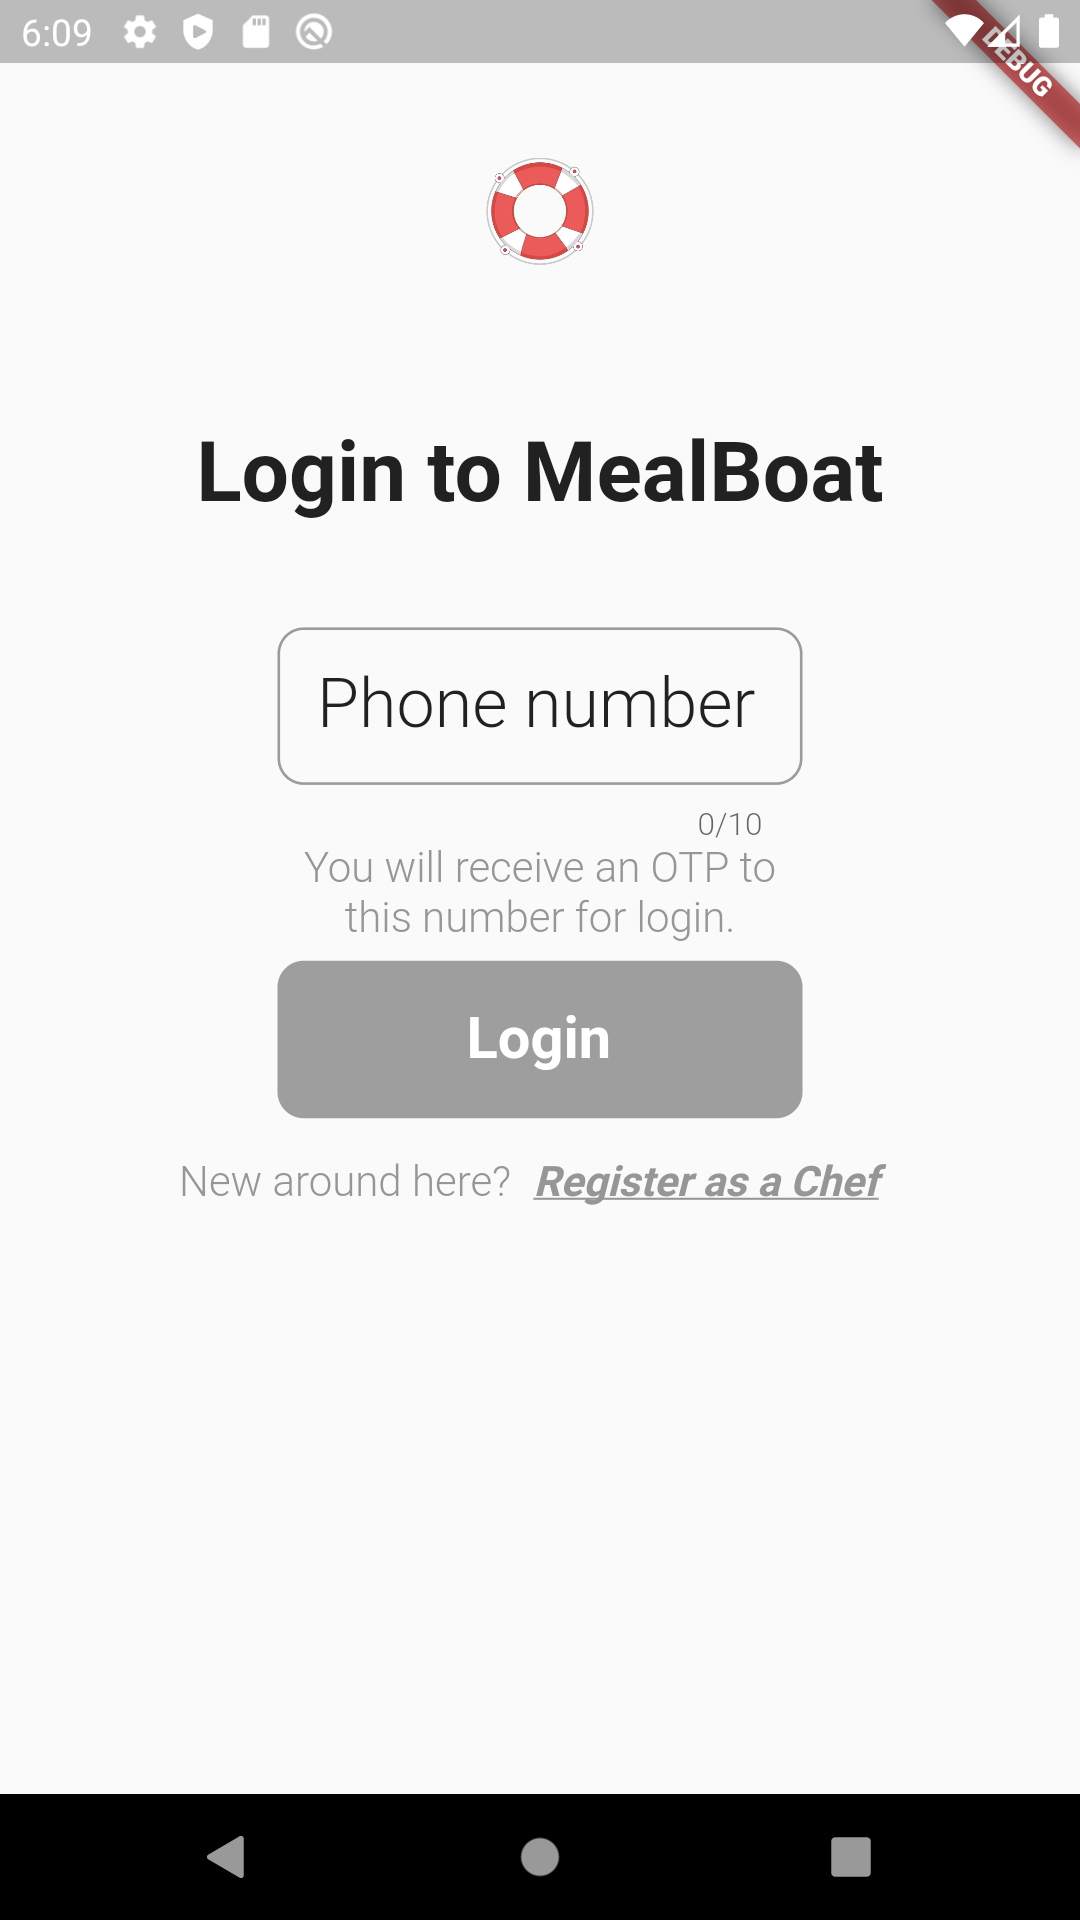 6:09
DEBUG
Login to MealBoat
Phone number
0/10
You will receive an OTP to
this number for login.
Login
New around here? Register as a Chef